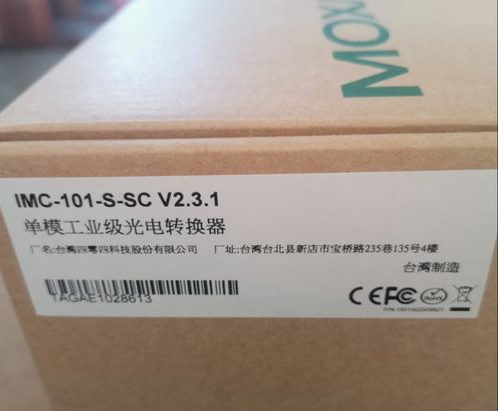 MOX
IMC-101-S-SC V2.3.1
单模工业级光电转换器
厂名:台湾四零四科技股份有限公司 厂址:台湾台北县新店市宝桥路235巷135号4楼
台湾制造
TAGAE1028613
CE FC RoHS